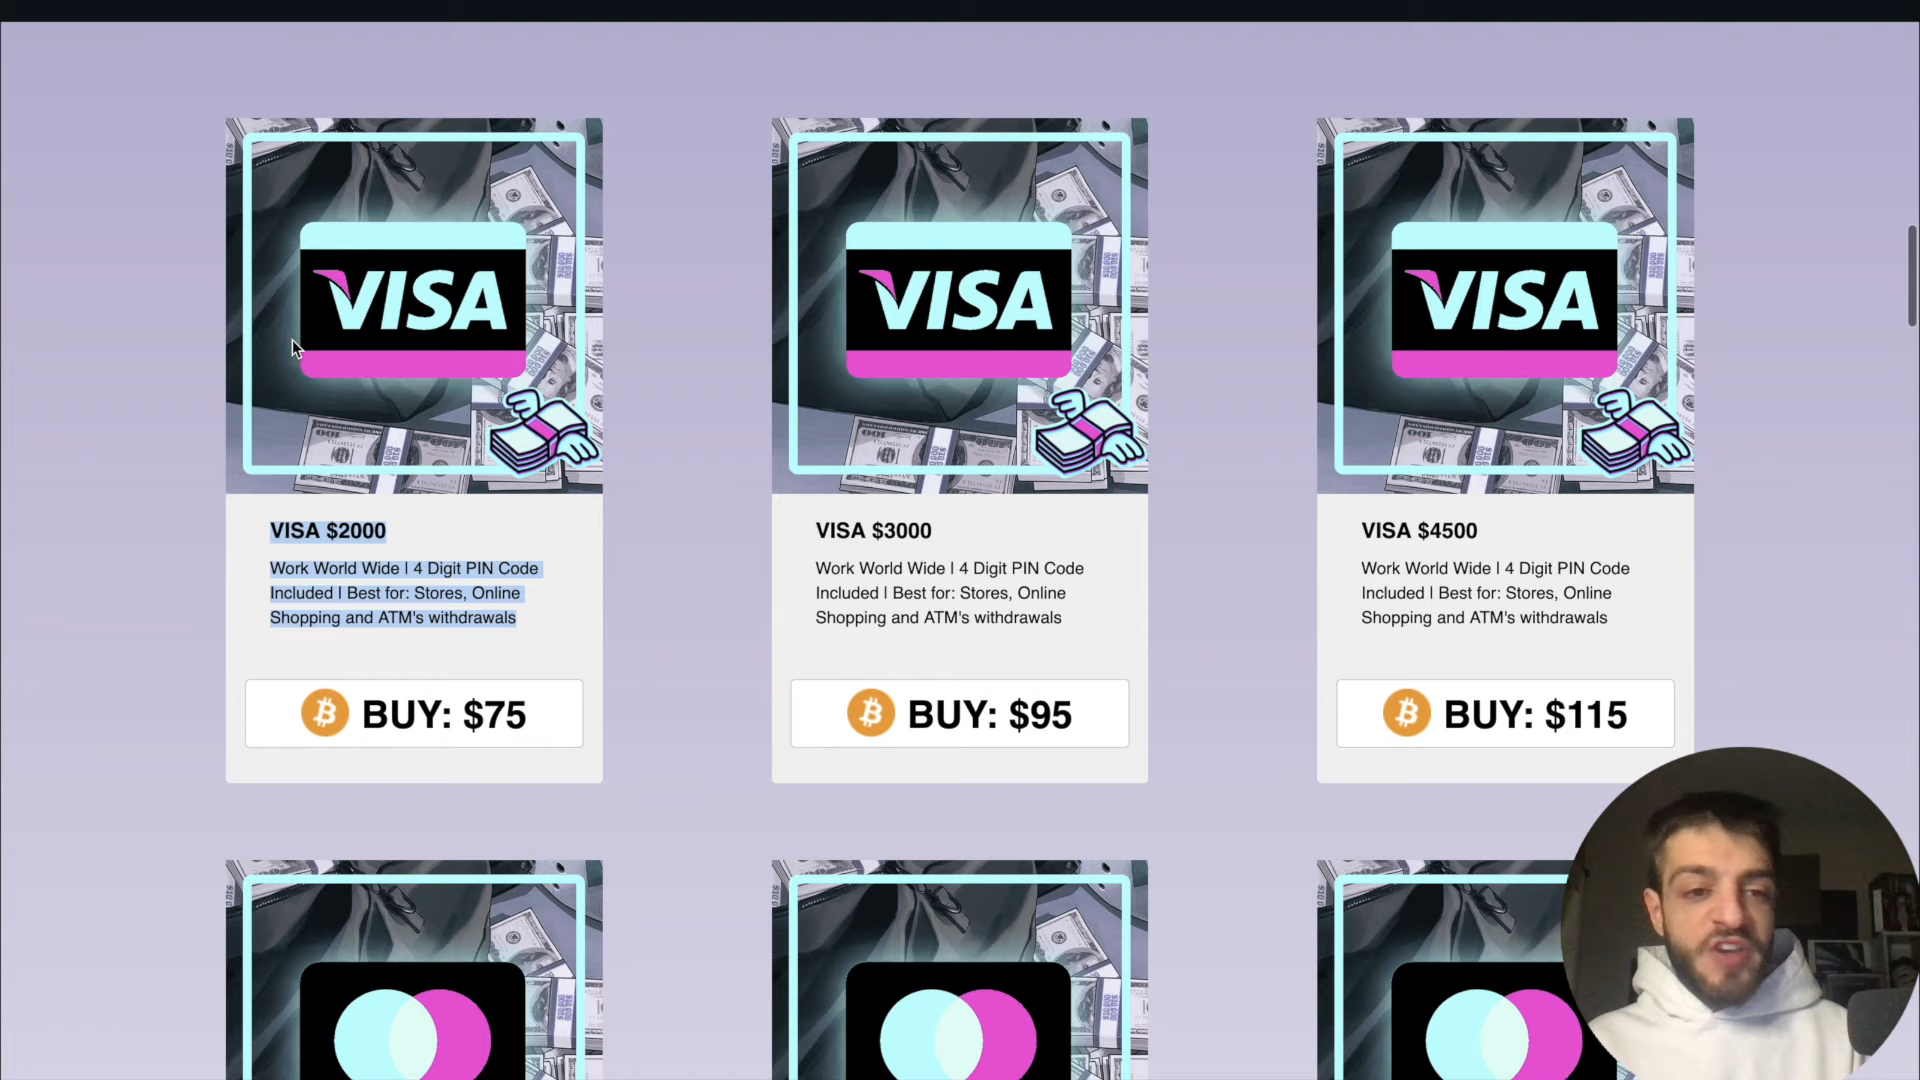 VISA
VISA
VISA
VISA $2000
Work World Wide | 4 Digit PIN Code
Included | Best for: Stores, Online
Shopping and ATM's withdrawals
BUY: $75
VISA $3000
Work World Wide | 4 Digit PIN Code
Included | Best for: Stores, Online
Shopping and ATM's withdrawals
BUY: $95
VISA $4500
Work World Wide | 4 Digit PIN Code
Included | Best for: Stores, Online
Shopping and ATM's withdrawals
BUY: $115